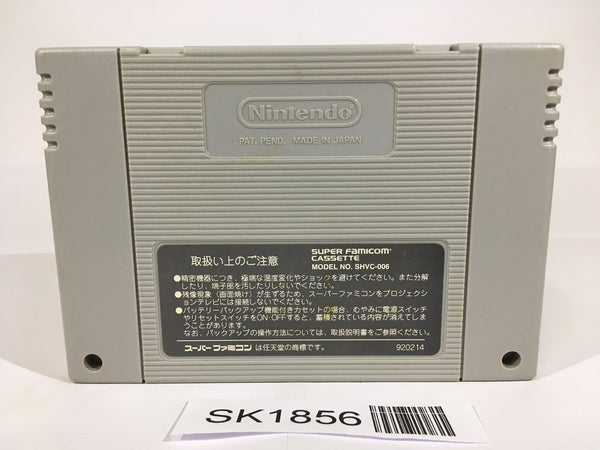 Nintendo
PAT. PEND. MADE IN JAPAN
取扱い上のご注意
SUPER FAMICOM
CASSETTE
MODEL NO. SHVC-006
●精密機器につき、極端な温度変化やショックを避けてください。また分解
したり、端子部を汚したりしないでください。
●残像現象(画面焼け)が生ずるため、スーパーファミコンをプロジェクショ
ンテレビには接続しないでください。
●バッテリーバックアップ機能付きカセットの場合、むやみに電源スイッチ
やリセットスイッチをON・OFFすると、蓄積されている内容が消えてしま
うことがあります。
なお、バックアップの操作方法については、取扱説明書をご参照ください。
スーパーファミコンは任天堂の商標です。
920214
SK1856